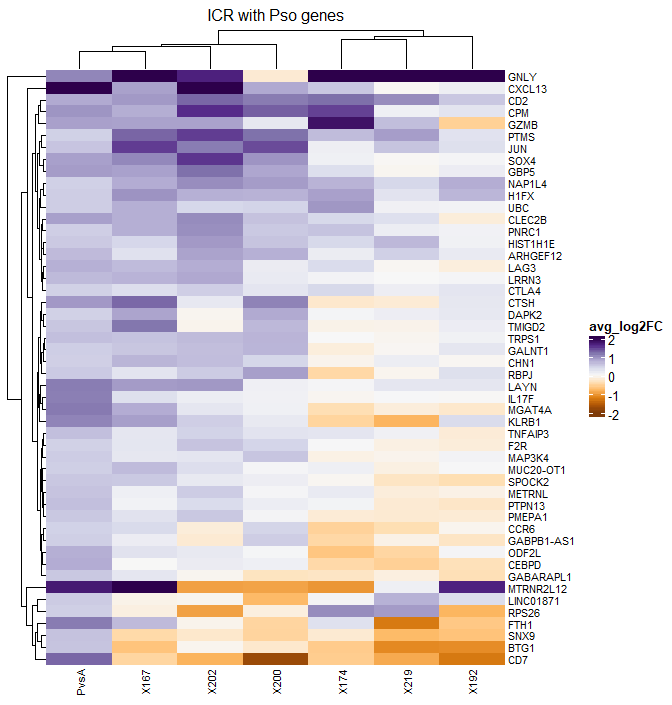 ICR with Pso genes
GNLY
CXCL13
CD2
CPM
GZMB
PTMS
JUN
SOX4
GBP5
NAP1L4
H1FX
UBC
CLEC2B
PNRC1
HIST1H1E
ARHGEF12
LAG3
LRRN3
CTLA4
CTSH
DAPK2
TMIGD2
TRPS1
GALNT1
CHN1
RBPJ
LAYN
IL17F
MGAT4A
KLRB1
TNFAIP3
F2R
MAP3K4
MUC20-OT1
SPOCK2
METRNL
PTPN13
PMEPA1
CCR6
GABPB1-AS1
ODF2L
CEBPD
GABARAPL1
MTRNR2L12
LINC01871
RPS26
FTH1
SNX9
BTG1
CD7
PvsA
X167
X202
X200
X174
X219
X192
avg_log2FC
2
1
0
-1
-2